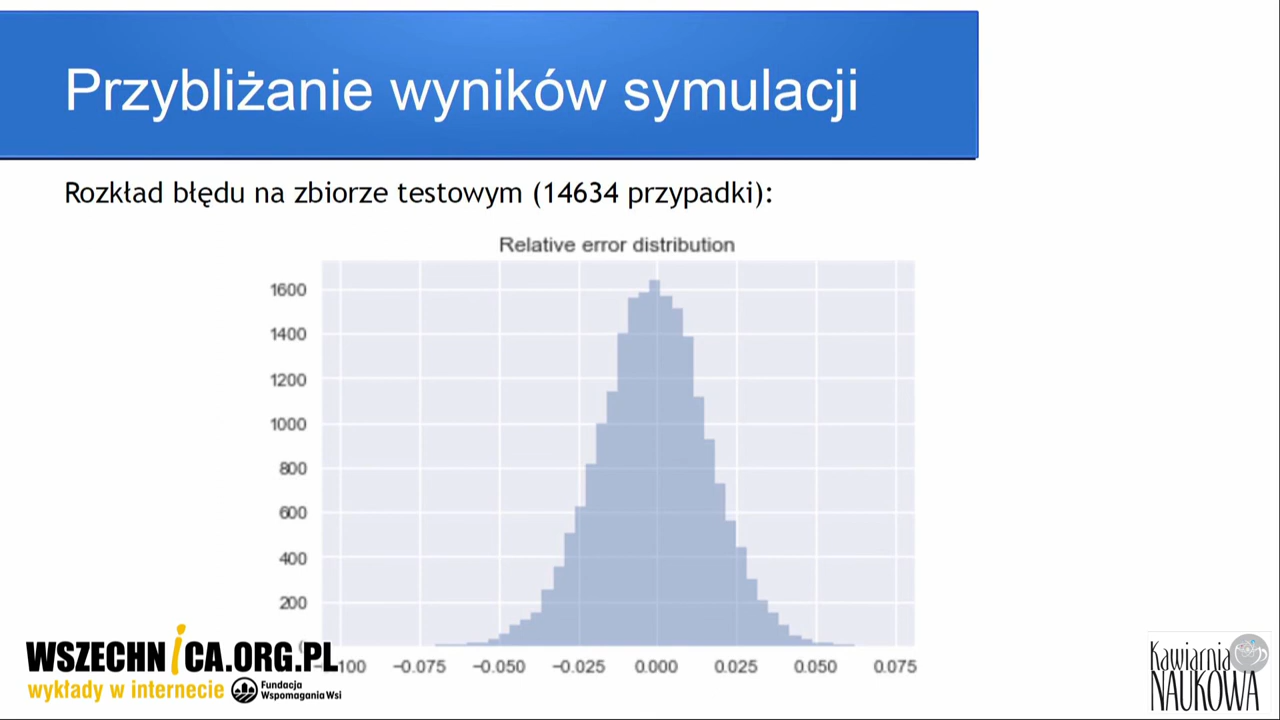 Przybliżanie wyników symulacji
Rozkład błędu na zbiorze testowym (14634 przypadki):
Relative error distribution
1600
1400
1200
1000
800
600
400
200
100 −0.075 −0.050 −0.025 0.000 0.025 0.050 0.075
WSZECHNiCA.ORG.PL
wykłady w internecie
Fundacja
Wspomagania Wsi
Kawiarnia
NAUKOWA